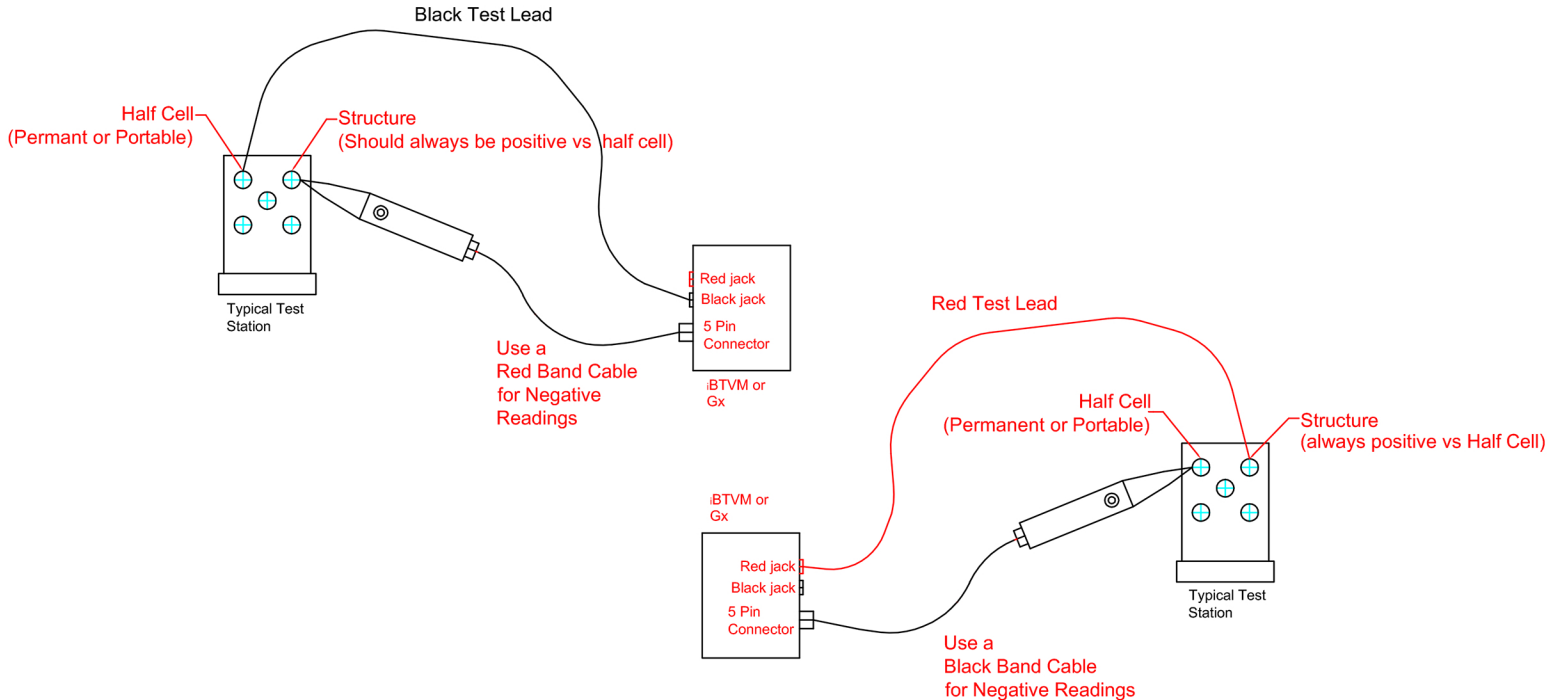 Black Test Lead
Half Cell
(Permant or Portable)
Structure
(Should always be positive vs half cell)
Typical Test
Station
Red jack
Black jack
5 Pin
Connector
iBTVM or
Gx
Use a
Red Band Cable
for Negative
Readings
Red Test Lead
Half Cell
(Permanent or Portable)
Structure
(always positive vs Half Cell)
iBTVM or
Gx
Red jack
Black jack
5 Pin
Connector
Typical Test
Station
Use a
Black Band Cable
for Negative Readings